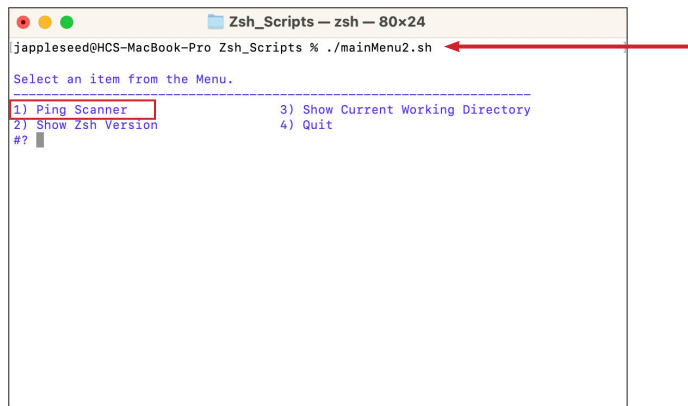 Zsh_Scripts — zsh — 80×24
[jappleseed@HCS-MacBook-Pro Zsh_Scripts % ./mainMenu2.sh ]
Select an item from the Menu.
--------------------------------------------------------------------
1) Ping Scanner 3) Show Current Working Directory
2) Show Zsh Version 4) Quit
#?